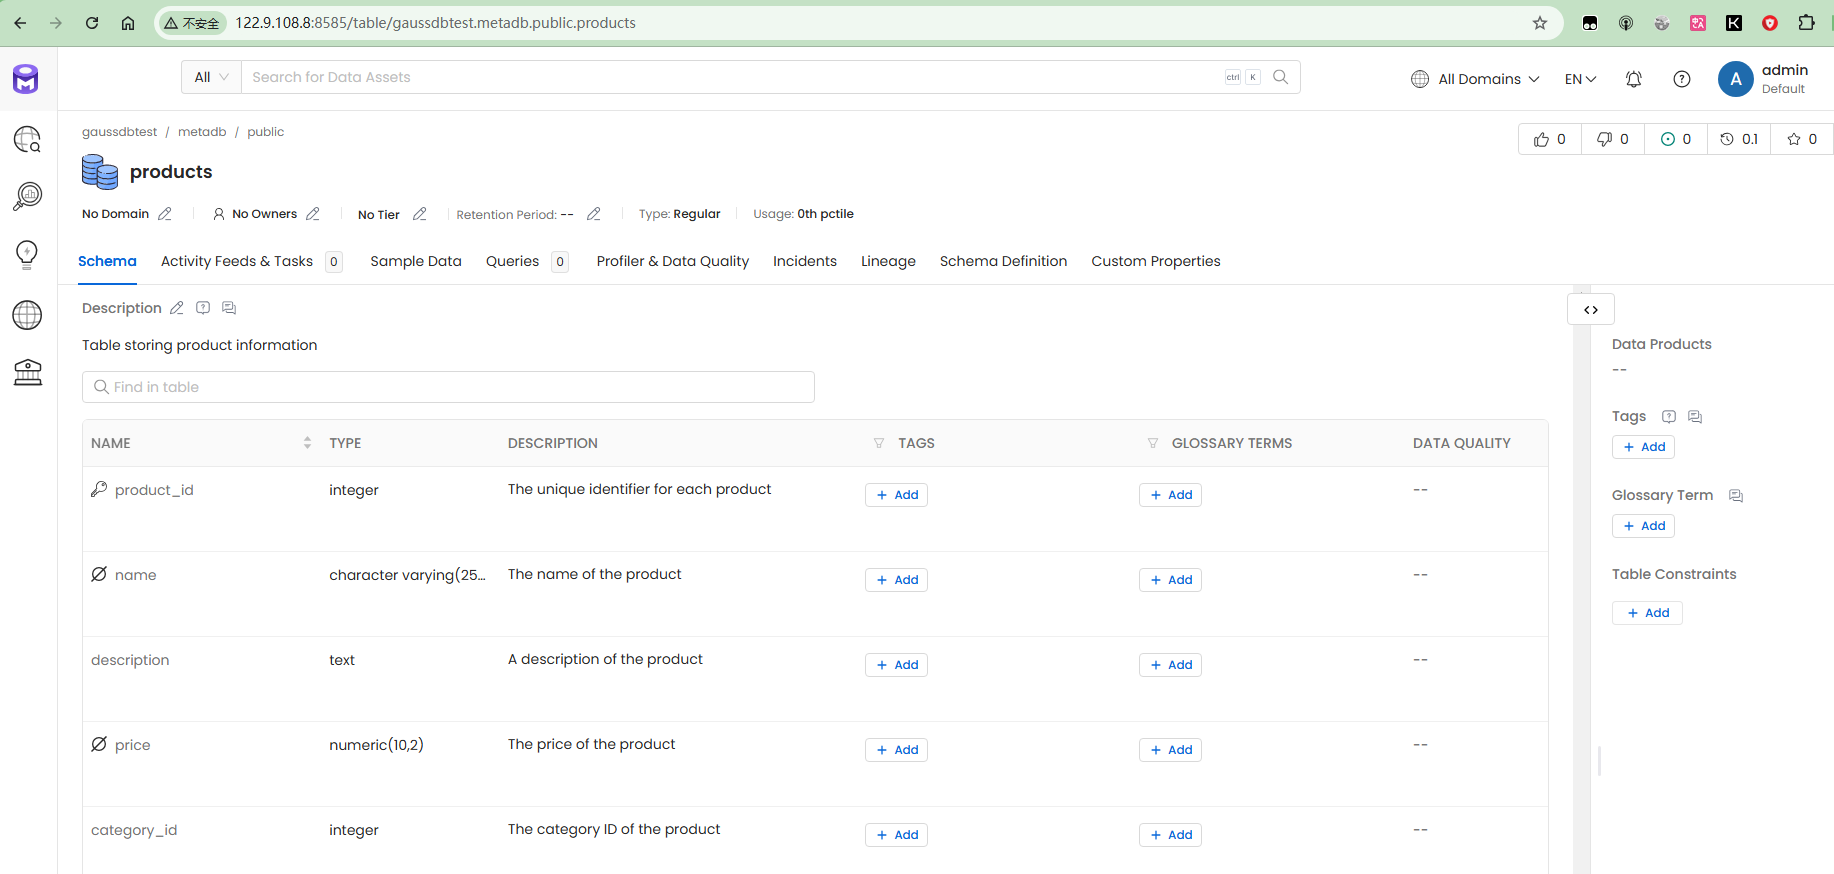 不安全 122.9.108.8:8585/table/gaussdbtest.metadb.public.products
All Search for Data Assets ctrl K All Domains EN A admin
Default
gaussdbtest / metadb / public
0 0 0 0.1 0
products
No Domain No Owners No Tier Retention Period: -- Type: Regular Usage: 0th pctile
Schema Activity Feeds & Tasks 0 Sample Data Queries 0 Profiler & Data Quality Incidents Lineage Schema Definition Custom Properties
Description
Table storing product information
Find in table
NAME TYPE DESCRIPTION TAGS GLOSSARY TERMS DATA QUALITY
product_id integer The unique identifier for each product + Add + Add --
name character varying(25... The name of the product + Add + Add --
description text A description of the product + Add + Add --
price numeric(10,2) The price of the product + Add + Add --
category_id integer The category ID of the product + Add + Add --
Data Products
--
Tags
+ Add
Glossary Term
+ Add
Table Constraints
+ Add